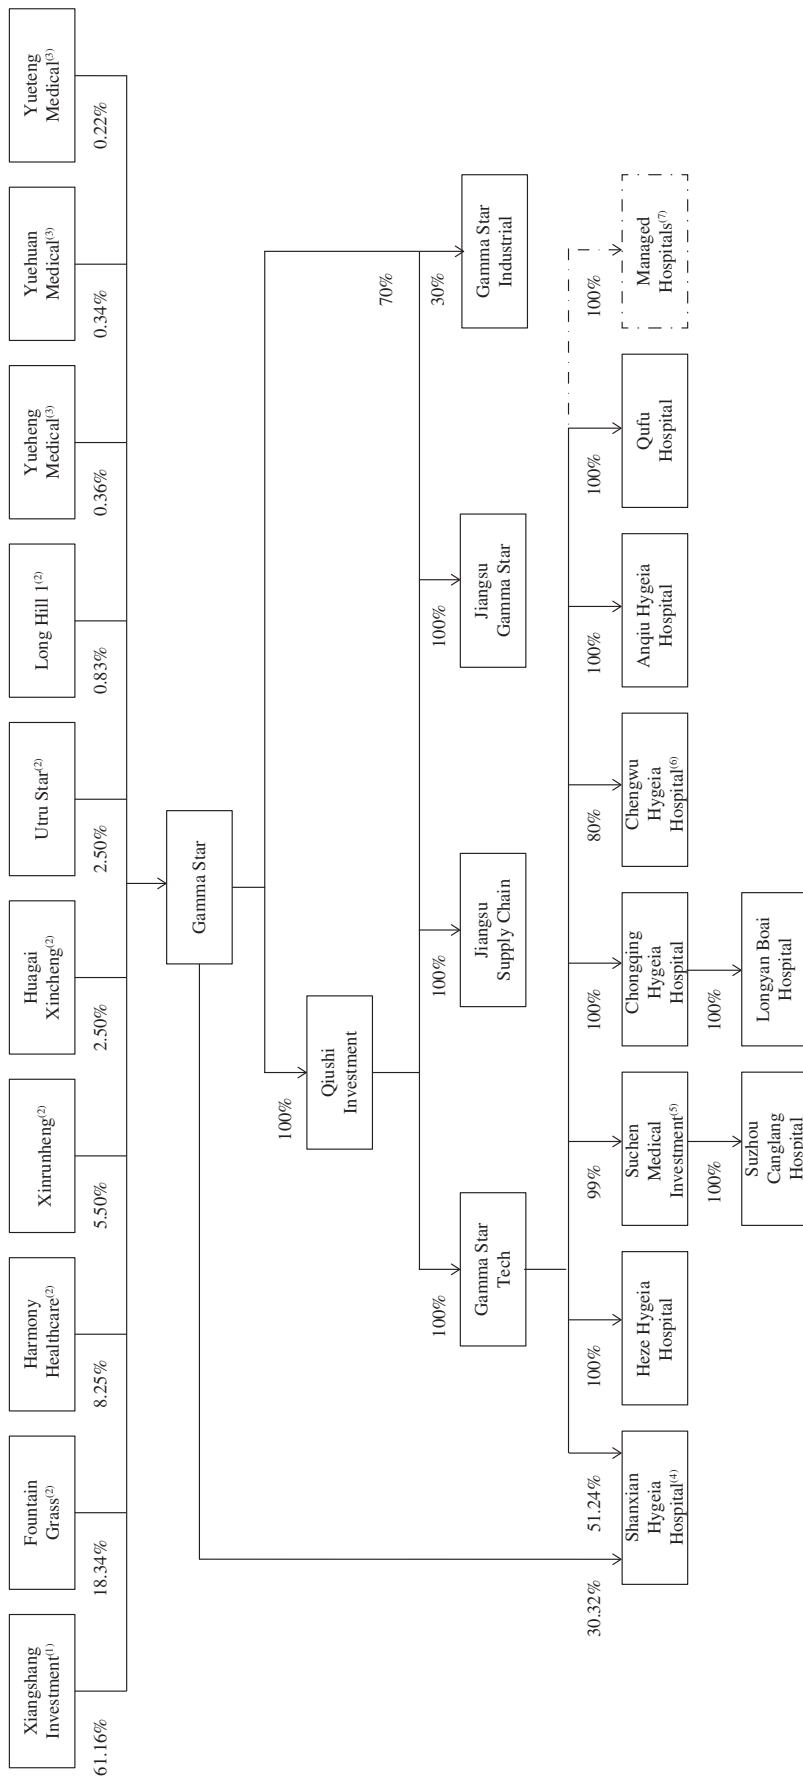 Xiangshang
Investment(1)
Fountain
Grass(2)
Harmony
Healthcare(2)
Xinrunheng(2)
Huagai
Xincheng(2)
Utru Star(2)
Long Hill 1(2)
Yueheng
Medical(3)
Yuehuan
Medical(3)
Yueteng
Medical(3)
61.16%
18.34%
8.25%
5.50%
2.50%
2.50%
0.83%
0.36%
0.34%
0.22%
Gamma Star
100%
Qiushi
Investment
70%
100%
100%
100%
30%
Gamma Star
Tech
Jiangsu
Supply Chain
Jiangsu
Gamma Star
Gamma Star
Industrial
30.32%
51.24%
100%
99%
100%
80%
100%
100%
100%
Shanxian
Hygeia
Hospital(4)
Heze Hygeia
Hospital
Suchen
Medical
Investment(5)
Chongqing
Hygeia
Hospital
Chengwu
Hygeia
Hospital(6)
Anqiu Hygeia
Hospital
Qufu
Hospital
Managed
Hospitals(7)
100%
100%
Suzhou
Canglang
Hospital
Longyan Boai
Hospital